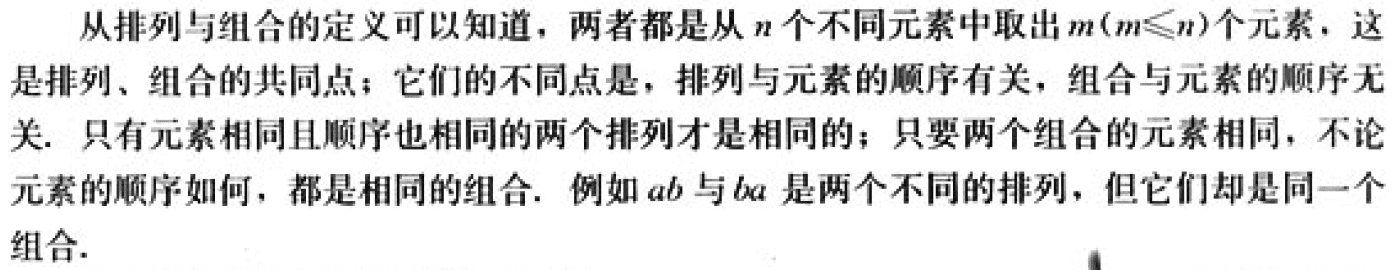 从排列与组合的定义可以知道，两者都是从 n 个不同元素中取出 m(m≤n)个元素，这
是排列、组合的共同点；它们的不同点是，排列与元素的顺序有关，组合与元素的顺序无
关．只有元素相同且顺序也相同的两个排列才是相同的；只要两个组合的元素相同，不论
元素的顺序如何，都是相同的组合．例如 ab 与 ba 是两个不同的排列，但它们却是同一个
组合．